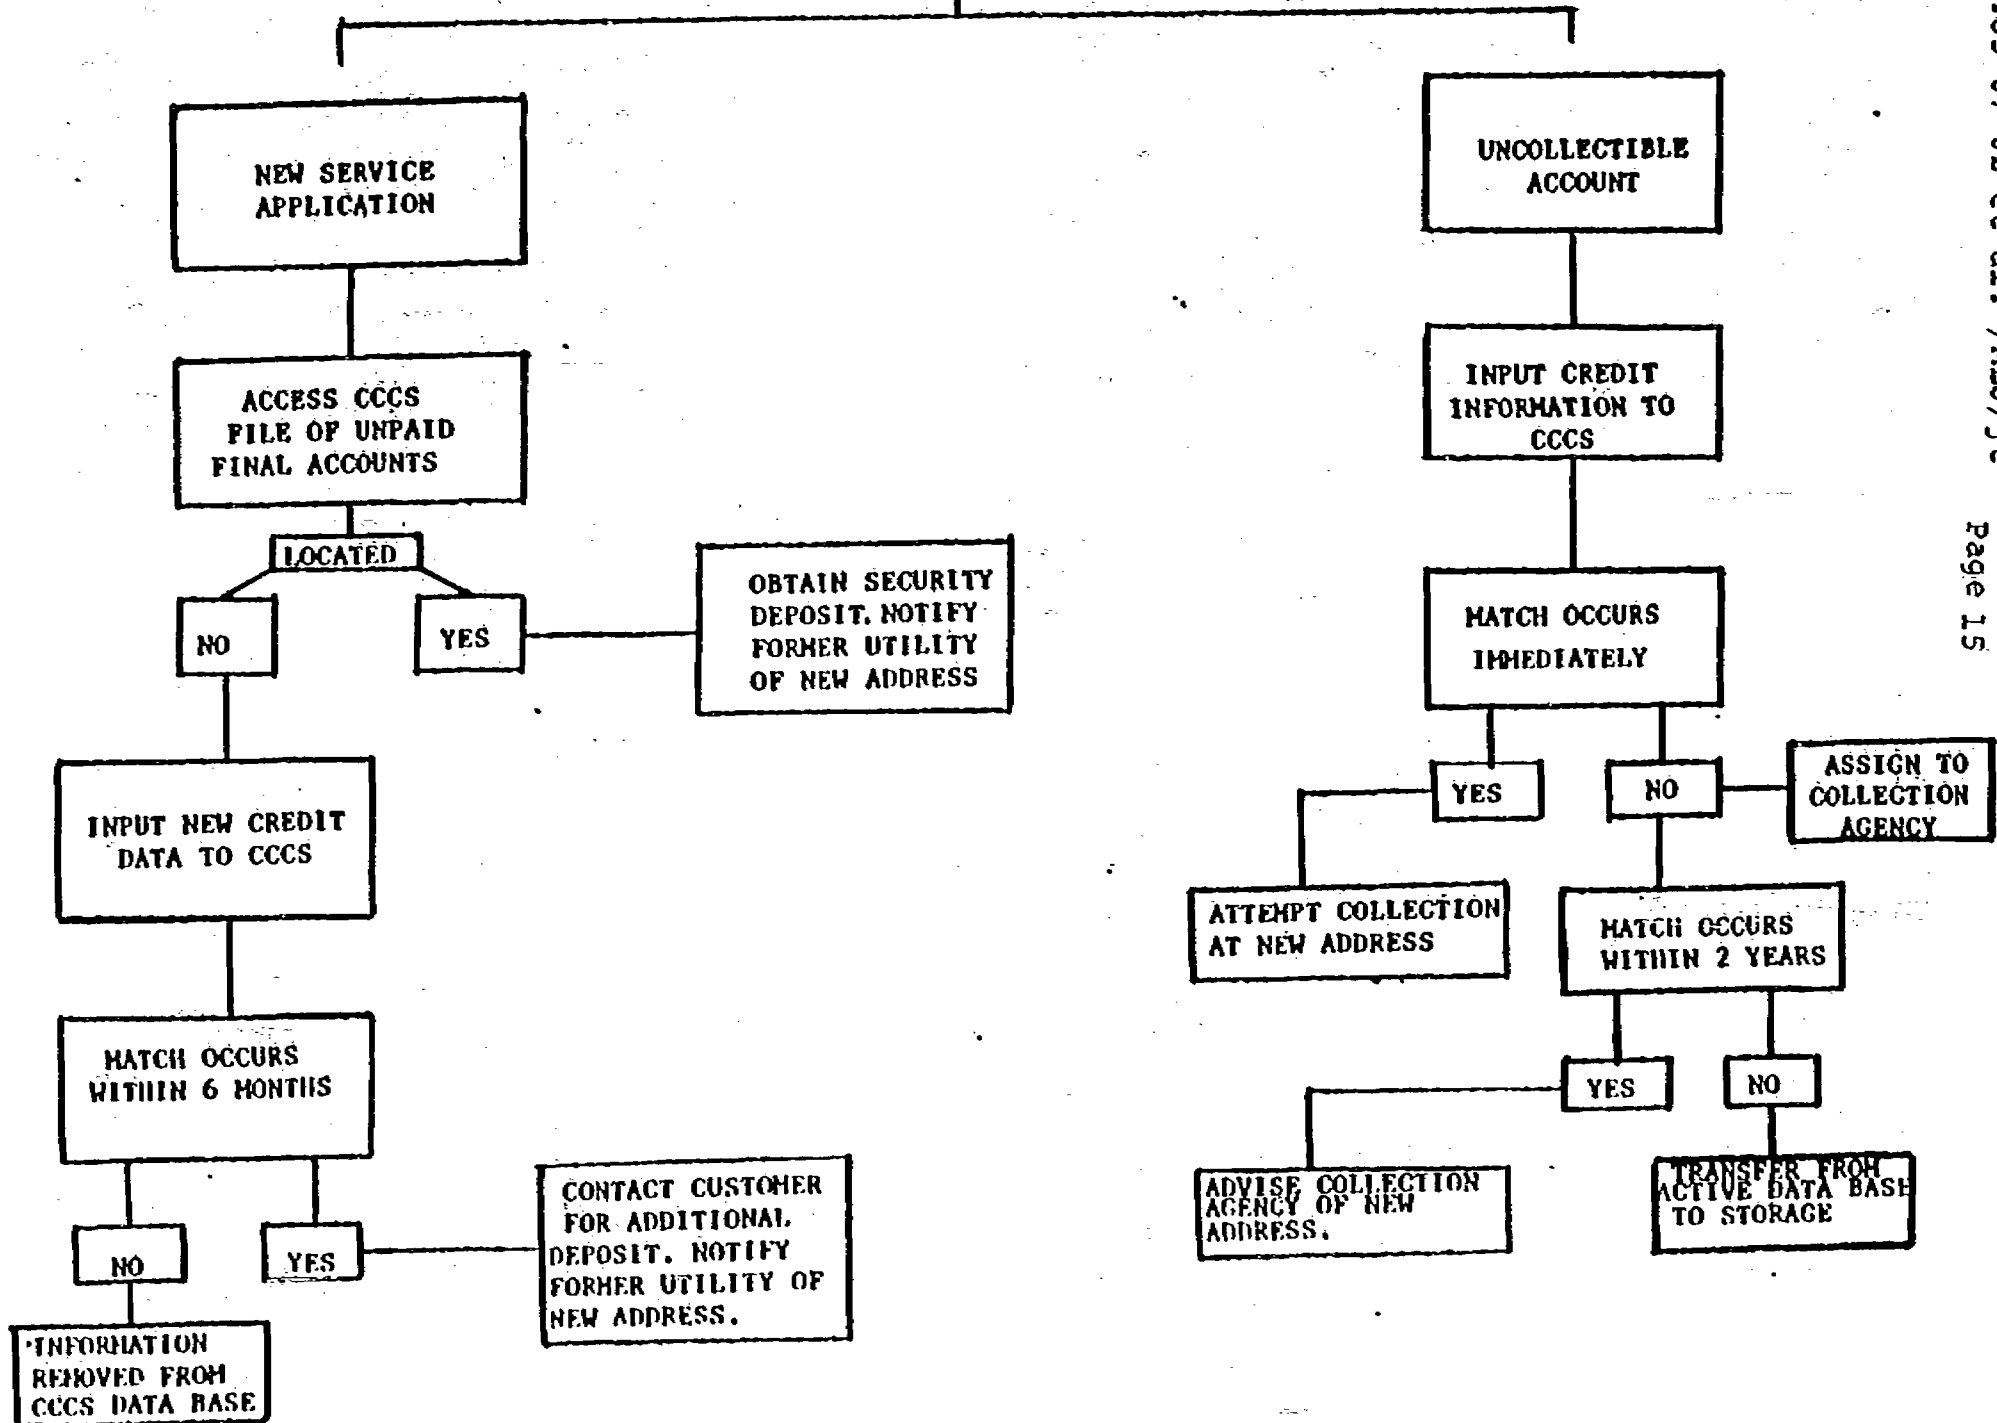 NEW SERVICE
APPLICATION
ACCESS CCCS
FILE OF UNPAID
FINAL ACCOUNTS
LOCATED
NO
YES
OBTAIN SECURITY
DEPOSIT. NOTIFY
FORMER UTILITY
OF NEW ADDRESS
INPUT NEW CREDIT
DATA TO CCCS
MATCH OCCURS
WITHIN 6 MONTHS
NO
YES
CONTACT CUSTOMER
FOR ADDITIONAL
DEPOSIT. NOTIFY
FORMER UTILITY OF
NEW ADDRESS.
INFORMATION
REMOVED FROM
CCCS DATA BASE
UNCOLLECTIBLE
ACCOUNT
INPUT CREDIT
INFORMATION TO
CCCS
MATCH OCCURS
IMMEDIATELY
YES
NO
ASSIGN TO
COLLECTION
AGENCY
ATTEMPT COLLECTION
AT NEW ADDRESS
MATCH OCCURS
WITHIN 2 YEARS
YES
NO
ADVISE COLLECTION
AGENCY OF NEW
ADDRESS.
TRANSFER FROM
ACTIVE DATA BASE
TO STORAGE
Page 15